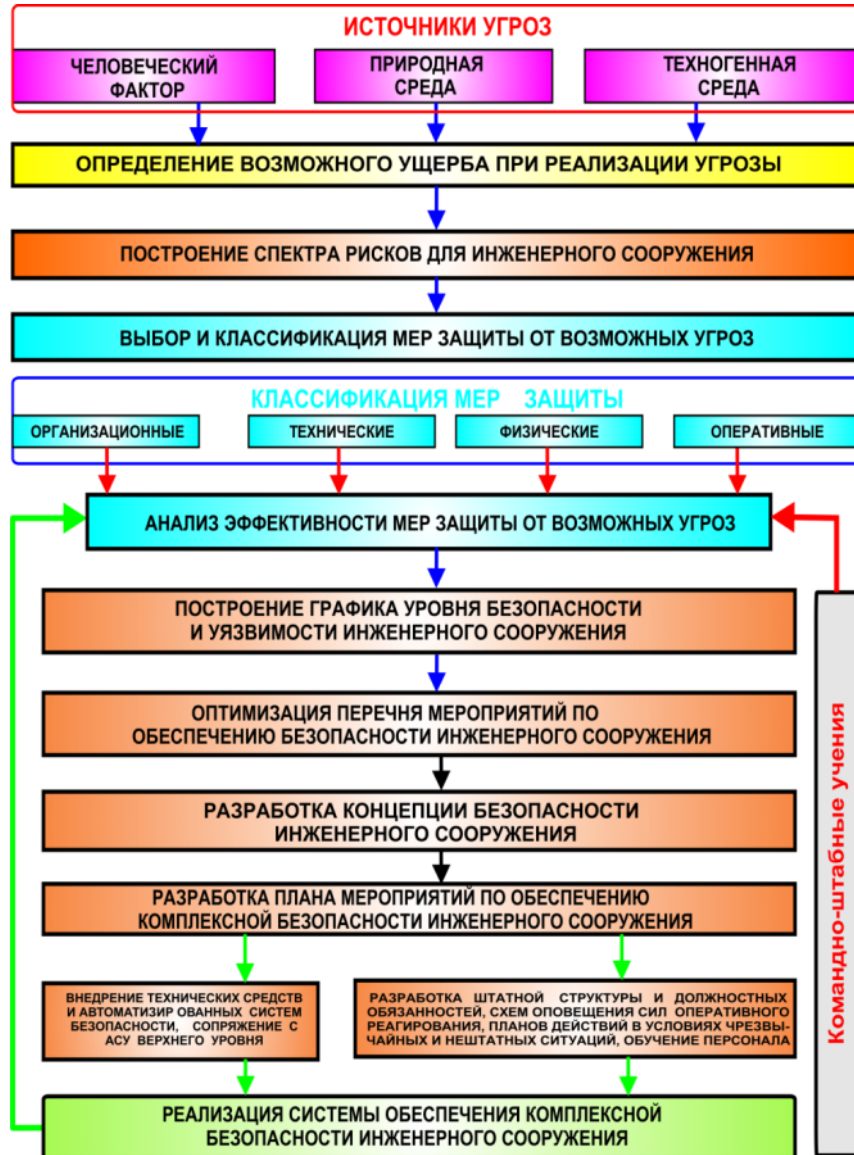 ИСТОЧНИКИ УГРОЗ
ЧЕЛОВЕЧЕСКИЙ
ФАКТОР
ПРИРОДНАЯ
СРЕДА
ТЕХНОГЕННАЯ
СРЕДА
ОПРЕДЕЛЕНИЕ ВОЗМОЖНОГО УЩЕРБА ПРИ РЕАЛИЗАЦИИ УГРОЗЫ
ПОСТРОЕНИЕ СПЕКТРА РИСКОВ ДЛЯ ИНЖЕНЕРНОГО СООРУЖЕНИЯ
ВЫБОР И КЛАССИФИКАЦИЯ МЕР ЗАЩИТЫ ОТ ВОЗМОЖНЫХ УГРОЗ
КЛАССИФИКАЦИЯ МЕР ЗАЩИТЫ
ОРГАНИЗАЦИОННЫЕ
ТЕХНИЧЕСКИЕ
ФИЗИЧЕСКИЕ
ОПЕРАТИВНЫЕ
АНАЛИЗ ЭФФЕКТИВНОСТИ МЕР ЗАЩИТЫ ОТ ВОЗМОЖНЫХ УГРОЗ
ПОСТРОЕНИЕ ГРАФИКА УРОВНЯ БЕЗОПАСНОСТИ
И УЯЗВИМОСТИ ИНЖЕНЕРНОГО СООРУЖЕНИЯ
ОПТИМИЗАЦИЯ ПЕРЕЧНЯ МЕРОПРИЯТИЙ ПО
ОБЕСПЕЧЕНИЮ БЕЗОПАСНОСТИ ИНЖЕНЕРНОГО СООРУЖЕНИЯ
РАЗРАБОТКА КОНЦЕПЦИИ БЕЗОПАСНОСТИ
ИНЖЕНЕРНОГО СООРУЖЕНИЯ
РАЗРАБОТКА ПЛАНА МЕРОПРИЯТИЙ ПО ОБЕСПЕЧЕНИЮ
КОМПЛЕКСНОЙ БЕЗОПАСНОСТИ ИНЖЕНЕРНОГО СООРУЖЕНИЯ
ВНЕДРЕНИЕ ТЕХНИЧЕСКИХ СРЕДСТВ
И АВТОМАТИЗИР ОВАННЫХ СИСТЕМ
БЕЗОПАСНОСТИ, СОПРЯЖЕНИЕ С
АСУ ВЕРХНЕГО УРОВНЯ
РАЗРАБОТКА ШТАТНОЙ СТРУКТУРЫ И ДОЛЖНОСТНЫХ
ОБЯЗАННОСТЕЙ, СХЕМ ОПОВЕЩЕНИЯ СИЛ ОПЕРАТИВНОГО
РЕАГИРОВАНИЯ, ПЛАНОВ ДЕЙСТВИЙ В УСЛОВИЯХ ЧРЕЗВЫ-
ЧАЙНЫХ И НЕШТАТНЫХ СИТУАЦИЙ, ОБУЧЕНИЕ ПЕРСОНАЛА
РЕАЛИЗАЦИЯ СИСТЕМЫ ОБЕСПЕЧЕНИЯ КОМПЛЕКСНОЙ
БЕЗОПАСНОСТИ ИНЖЕНЕРНОГО СООРУЖЕНИЯ
Командно-штабные учения